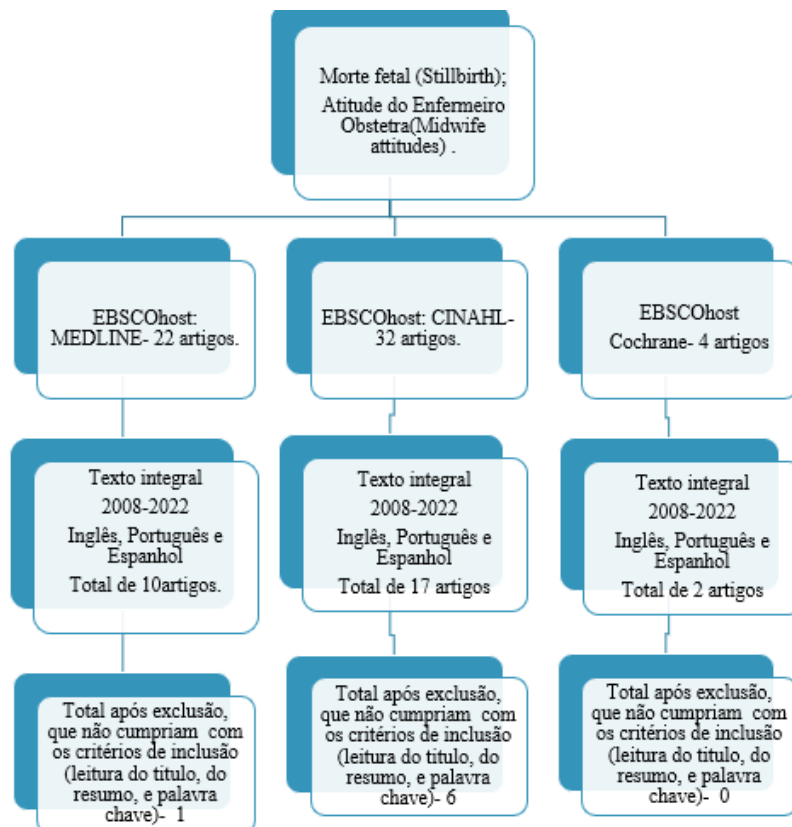 Morte fetal (Stillbirth);
Atitude do Enfermeiro
Obstetra(Midwife
attitudes) .
EBSCOhost:
MEDLINE- 22 artigos.
EBSCOhost: CINAHL-
32 artigos.
EBSCOhost
Cochrane- 4 artigos
Texto integral
2008-2022
Inglês, Português e
Espanhol
Total de 10artigos.
Texto integral
2008-2022
Inglês, Português e
Espanhol
Total de 17 artigos
Texto integral
2008-2022
Inglês, Português e
Espanhol
Total de 2 artigos
Total após exclusão,
que não cumpriam com
os critérios de inclusão
(leitura do titulo, do
resumo, e palavra
chave)- 1
Total após exclusão,
que não cumpriam com
os critérios de inclusão
(leitura do titulo, do
resumo, e palavra
chave)- 6
Total após exclusão,
que não cumpriam com
os critérios de inclusão
(leitura do titulo, do
resumo, e palavra
chave)- 0